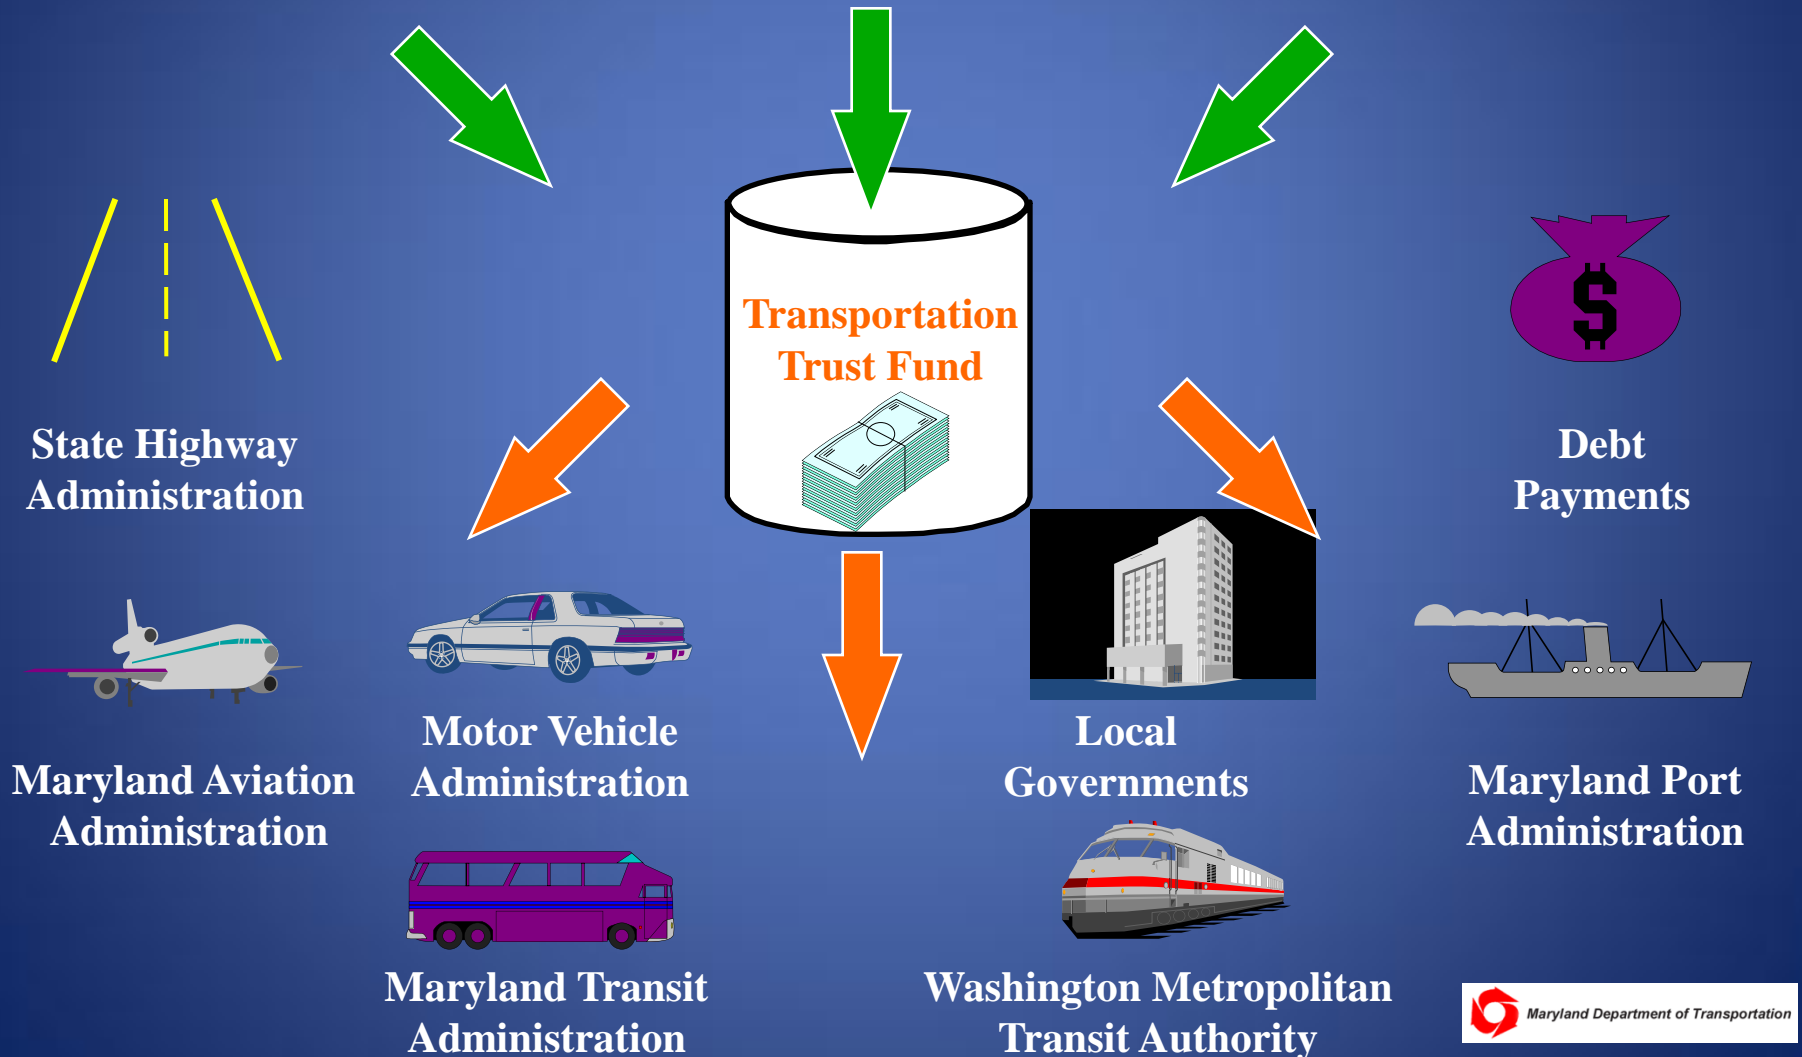 Transportation
Trust Fund
$
State Highway
Administration
Debt
Payments
Maryland Aviation
Administration
Motor Vehicle
Administration
Local
Governments
Maryland Port
Administration
Maryland Transit
Administration
Washington Metropolitan
Transit Authority
Maryland Department of Transportation